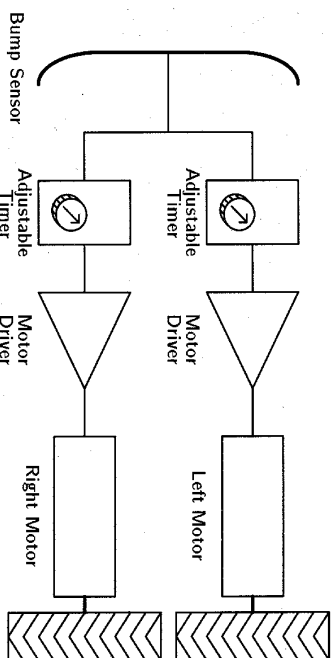 Bump Sensor
Adjustable
Timer
Motor
Driver
Left Motor
Adjustable
Timer
Motor
Driver
Right Motor